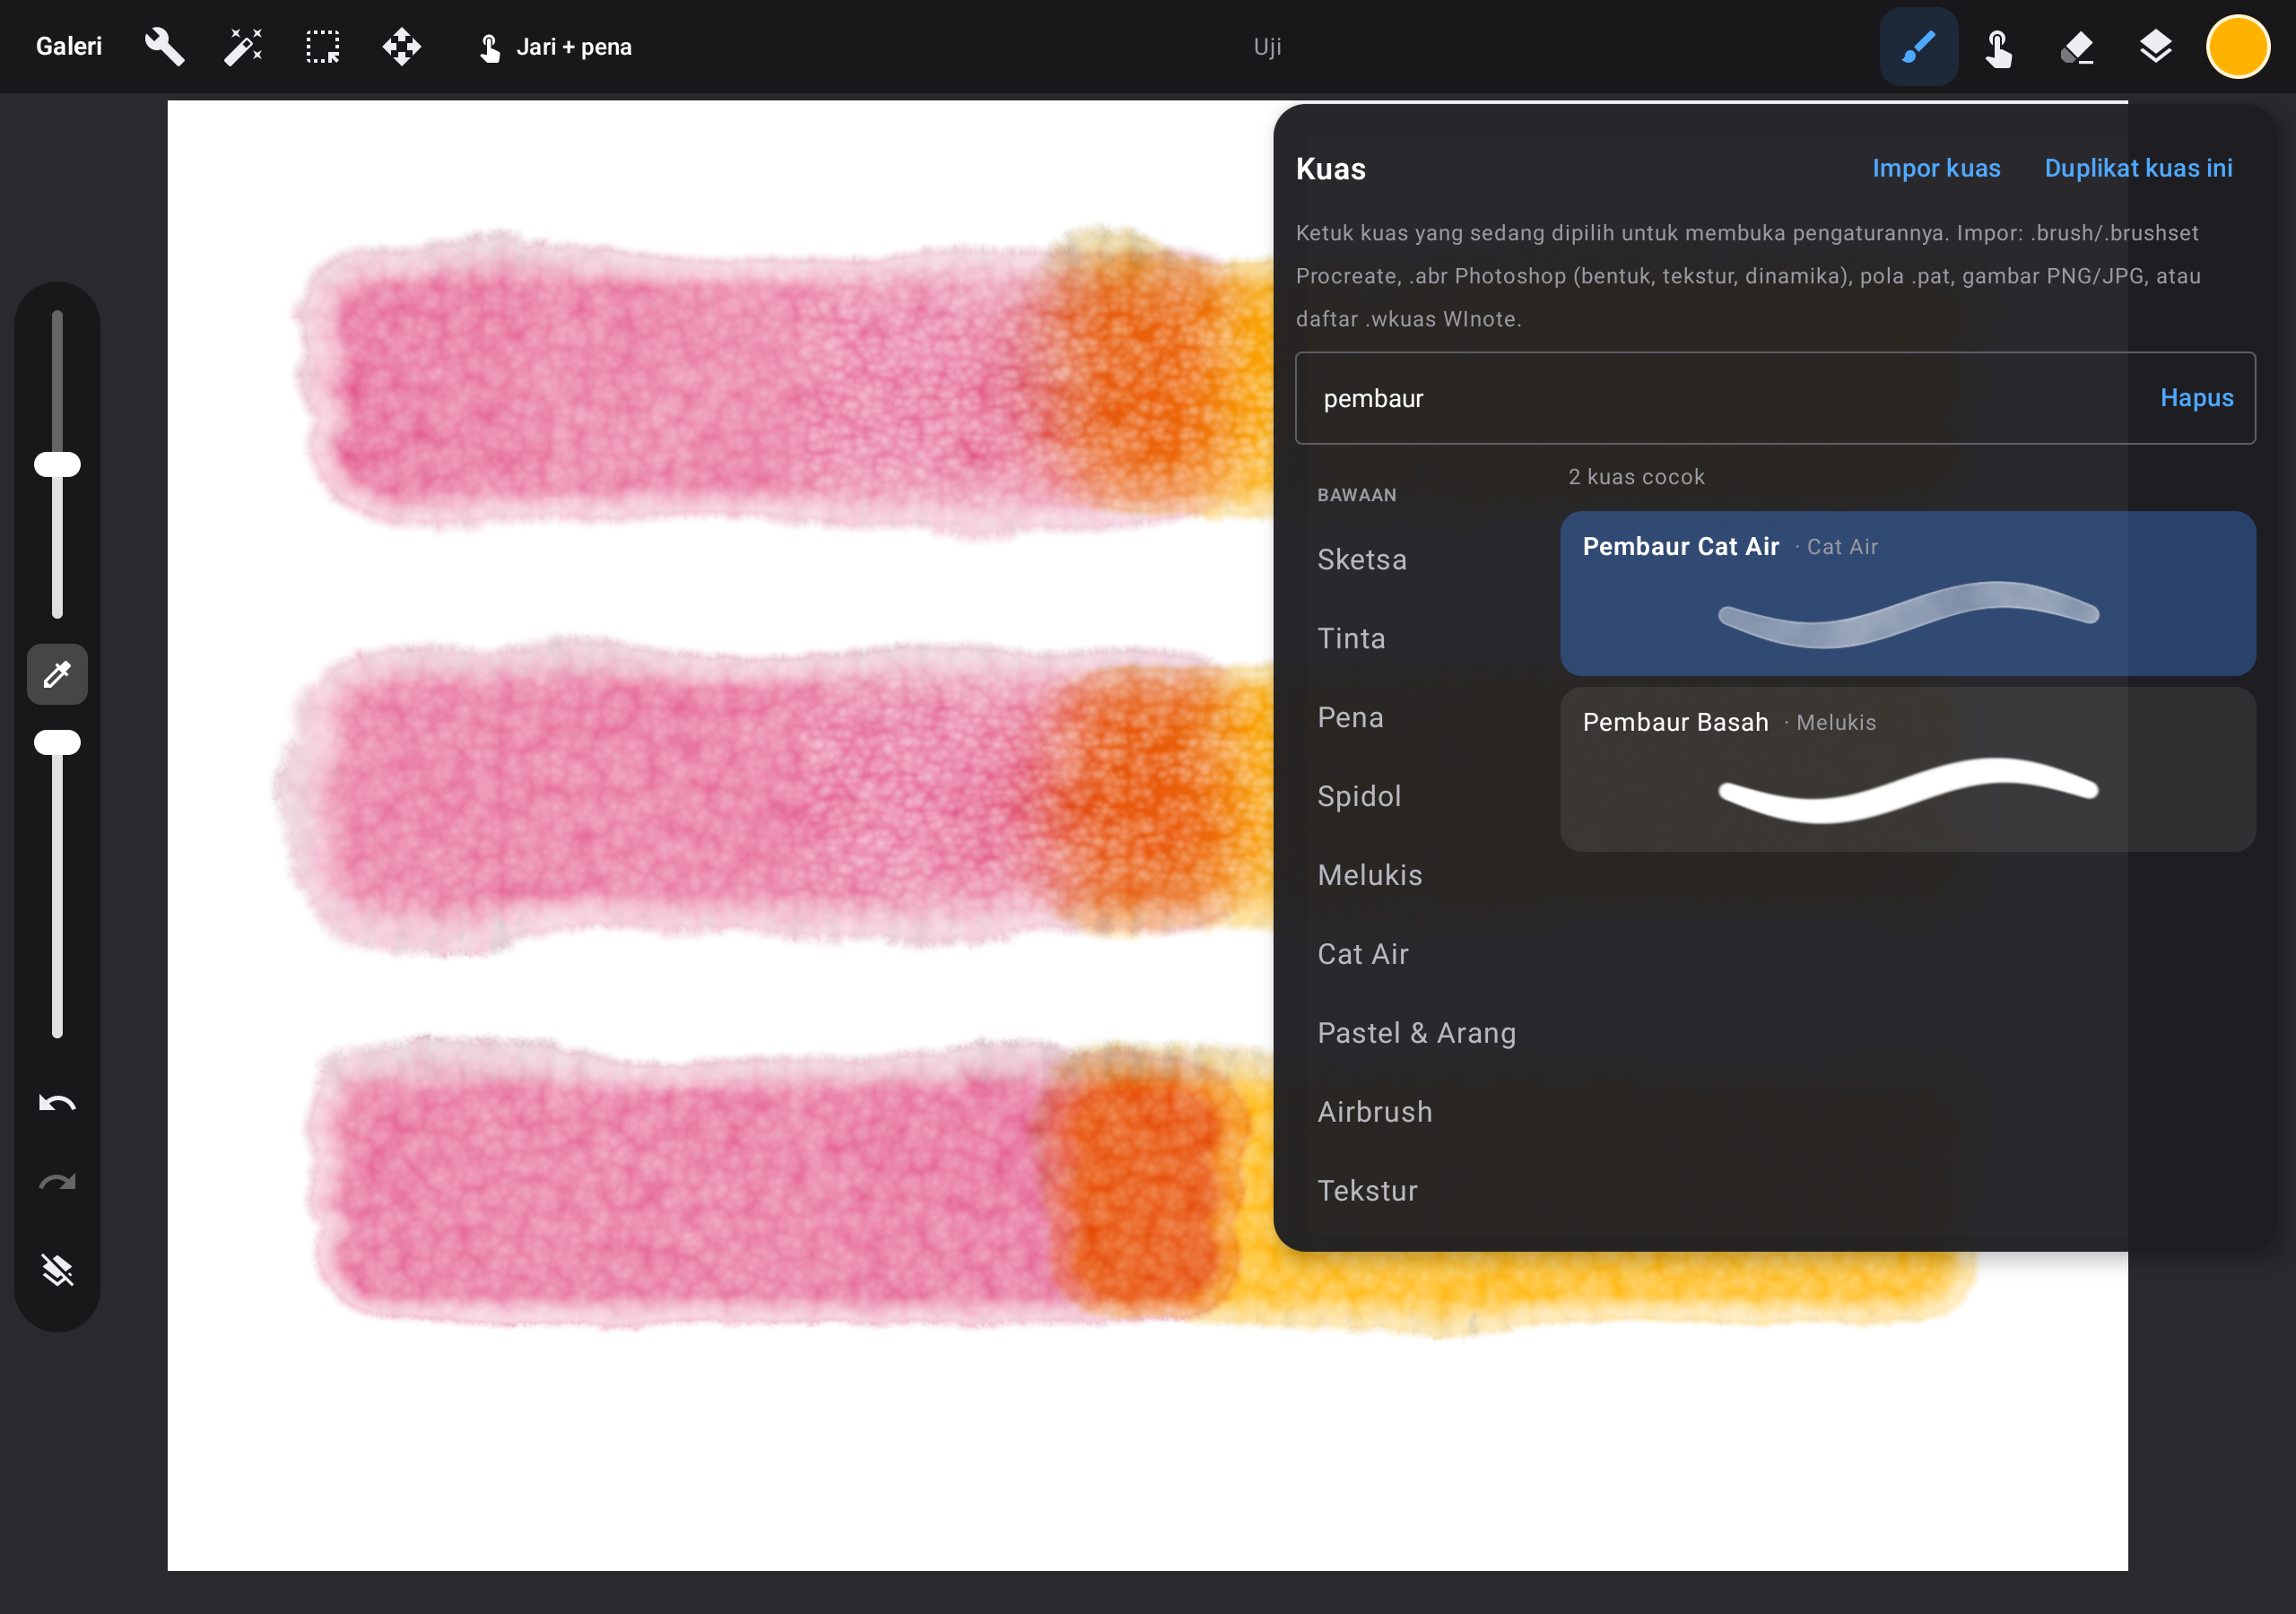 Galeri
Jari + pena
Uji
Kuas
Impor kuas
Duplikat kuas ini
Ketuk kuas yang sedang dipilih untuk membuka pengaturannya. Impor: .brush/.brushset
Procreate, .abr Photoshop (bentuk, tekstur, dinamika), pola .pat, gambar PNG/JPG, atau
daftar .wkuas WInote.
pembaur
Hapus
BAWAAN
Sketsa
Tinta
Pena
Spidol
Melukis
Cat Air
Pastel & Arang
Airbrush
Tekstur
2 kuas cocok
Pembaur Cat Air · Cat Air
Pembaur Basah · Melukis